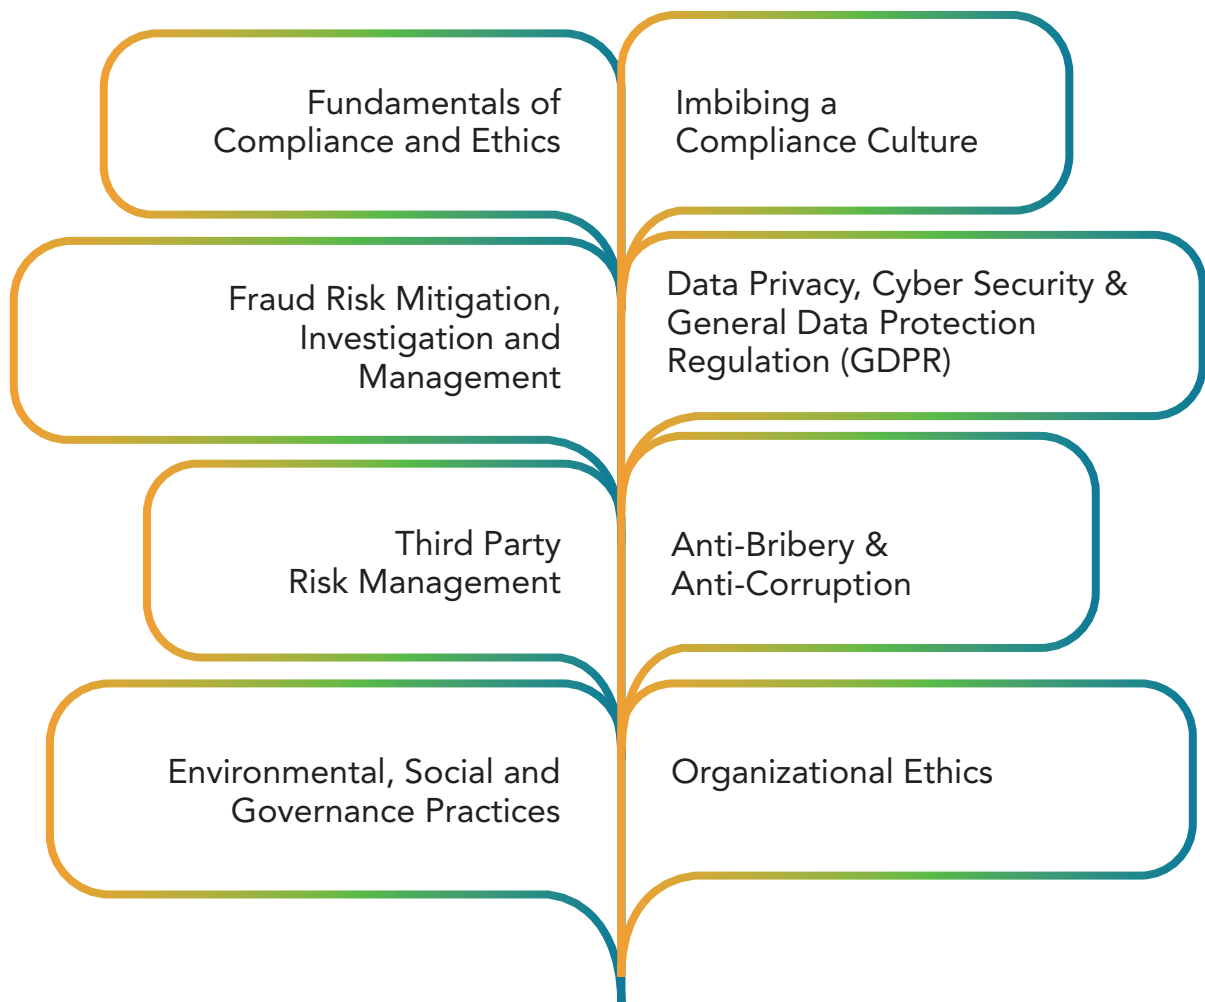 Fundamentals of
Compliance and Ethics
Imbibing a
Compliance Culture
Fraud Risk Mitigation,
Investigation and
Management
Data Privacy, Cyber Security &
General Data Protection
Regulation (GDPR)
Third Party
Risk Management
Anti-Bribery &
Anti-Corruption
Environmental, Social and
Governance Practices
Organizational Ethics